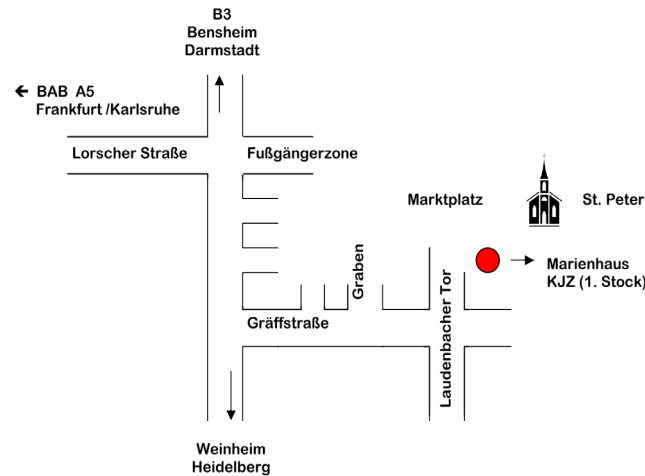 B3
Bensheim
Darmstadt
← BAB A5
Frankfurt /Karlsruhe
Lorscher Straße
Fußgängerzone
Marktplatz
St. Peter
Marienhaus
KJZ (1. Stock)
Graben
Gräffstraße
Laudenbacher Tor
Weinheim
Heidelberg